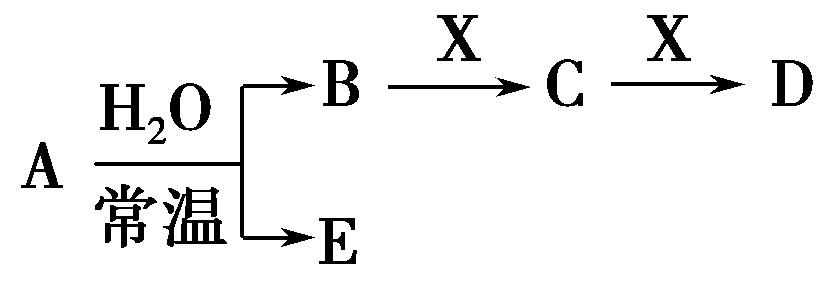 A H₂O 常温 B X C X D
E